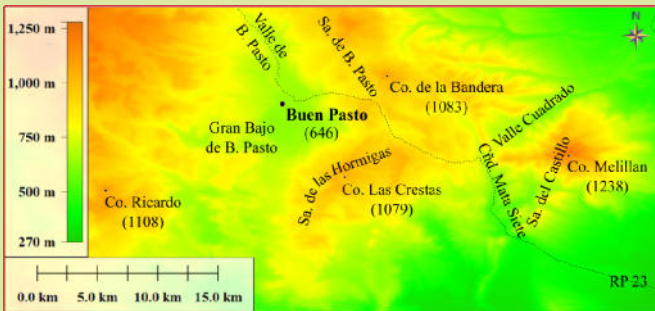 1,250 m
1,000 m
750 m
500 m
270 m
0.0 km 5.0 km 10.0 km 15.0 km
N
Valle de
B. Pasto
Sa. de B. Pasto
Co. de la Bandera
(1083)
Buen Pasto
(646)
Gran Bajo
de B. Pasto
Valle Cuadrado
Sa. de las Hormigas
Co. Las Crestas
(1079)
Cñd. Mata Siete
Sa. del Castillo
Co. Melillan
(1238)
Co. Ricardo
(1108)
RP 23